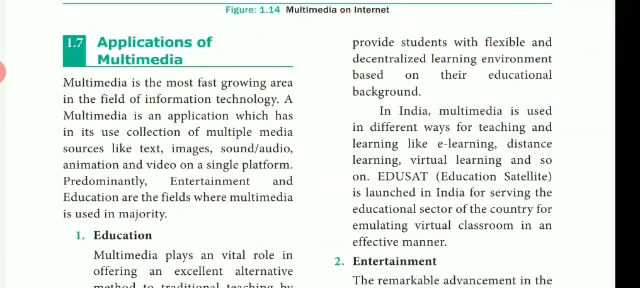 Figure: 1.14 Multimedia on Internet
1.7 Applications of
Multimedia
Multimedia is the most fast growing area
in the field of information technology. A
Multimedia is an application which has
in its use collection of multiple media
sources like text, images, sound/audio,
animation and video on a single platform.
Predominantly, Entertainment and
Education are the fields where multimedia
is used in majority.
1. Education
Multimedia plays an vital role in
offering an excellent alternative
method to traditional teaching by
provide students with flexible and
decentralized learning environment
based on their educational
background.
In India, multimedia is used
in different ways for teaching and
learning like e-learning, distance
learning, virtual learning and so
on. EDUSAT (Education Satellite)
is launched in India for serving the
educational sector of the country for
emulating virtual classroom in an
effective manner.
2. Entertainment
The remarkable advancement in the